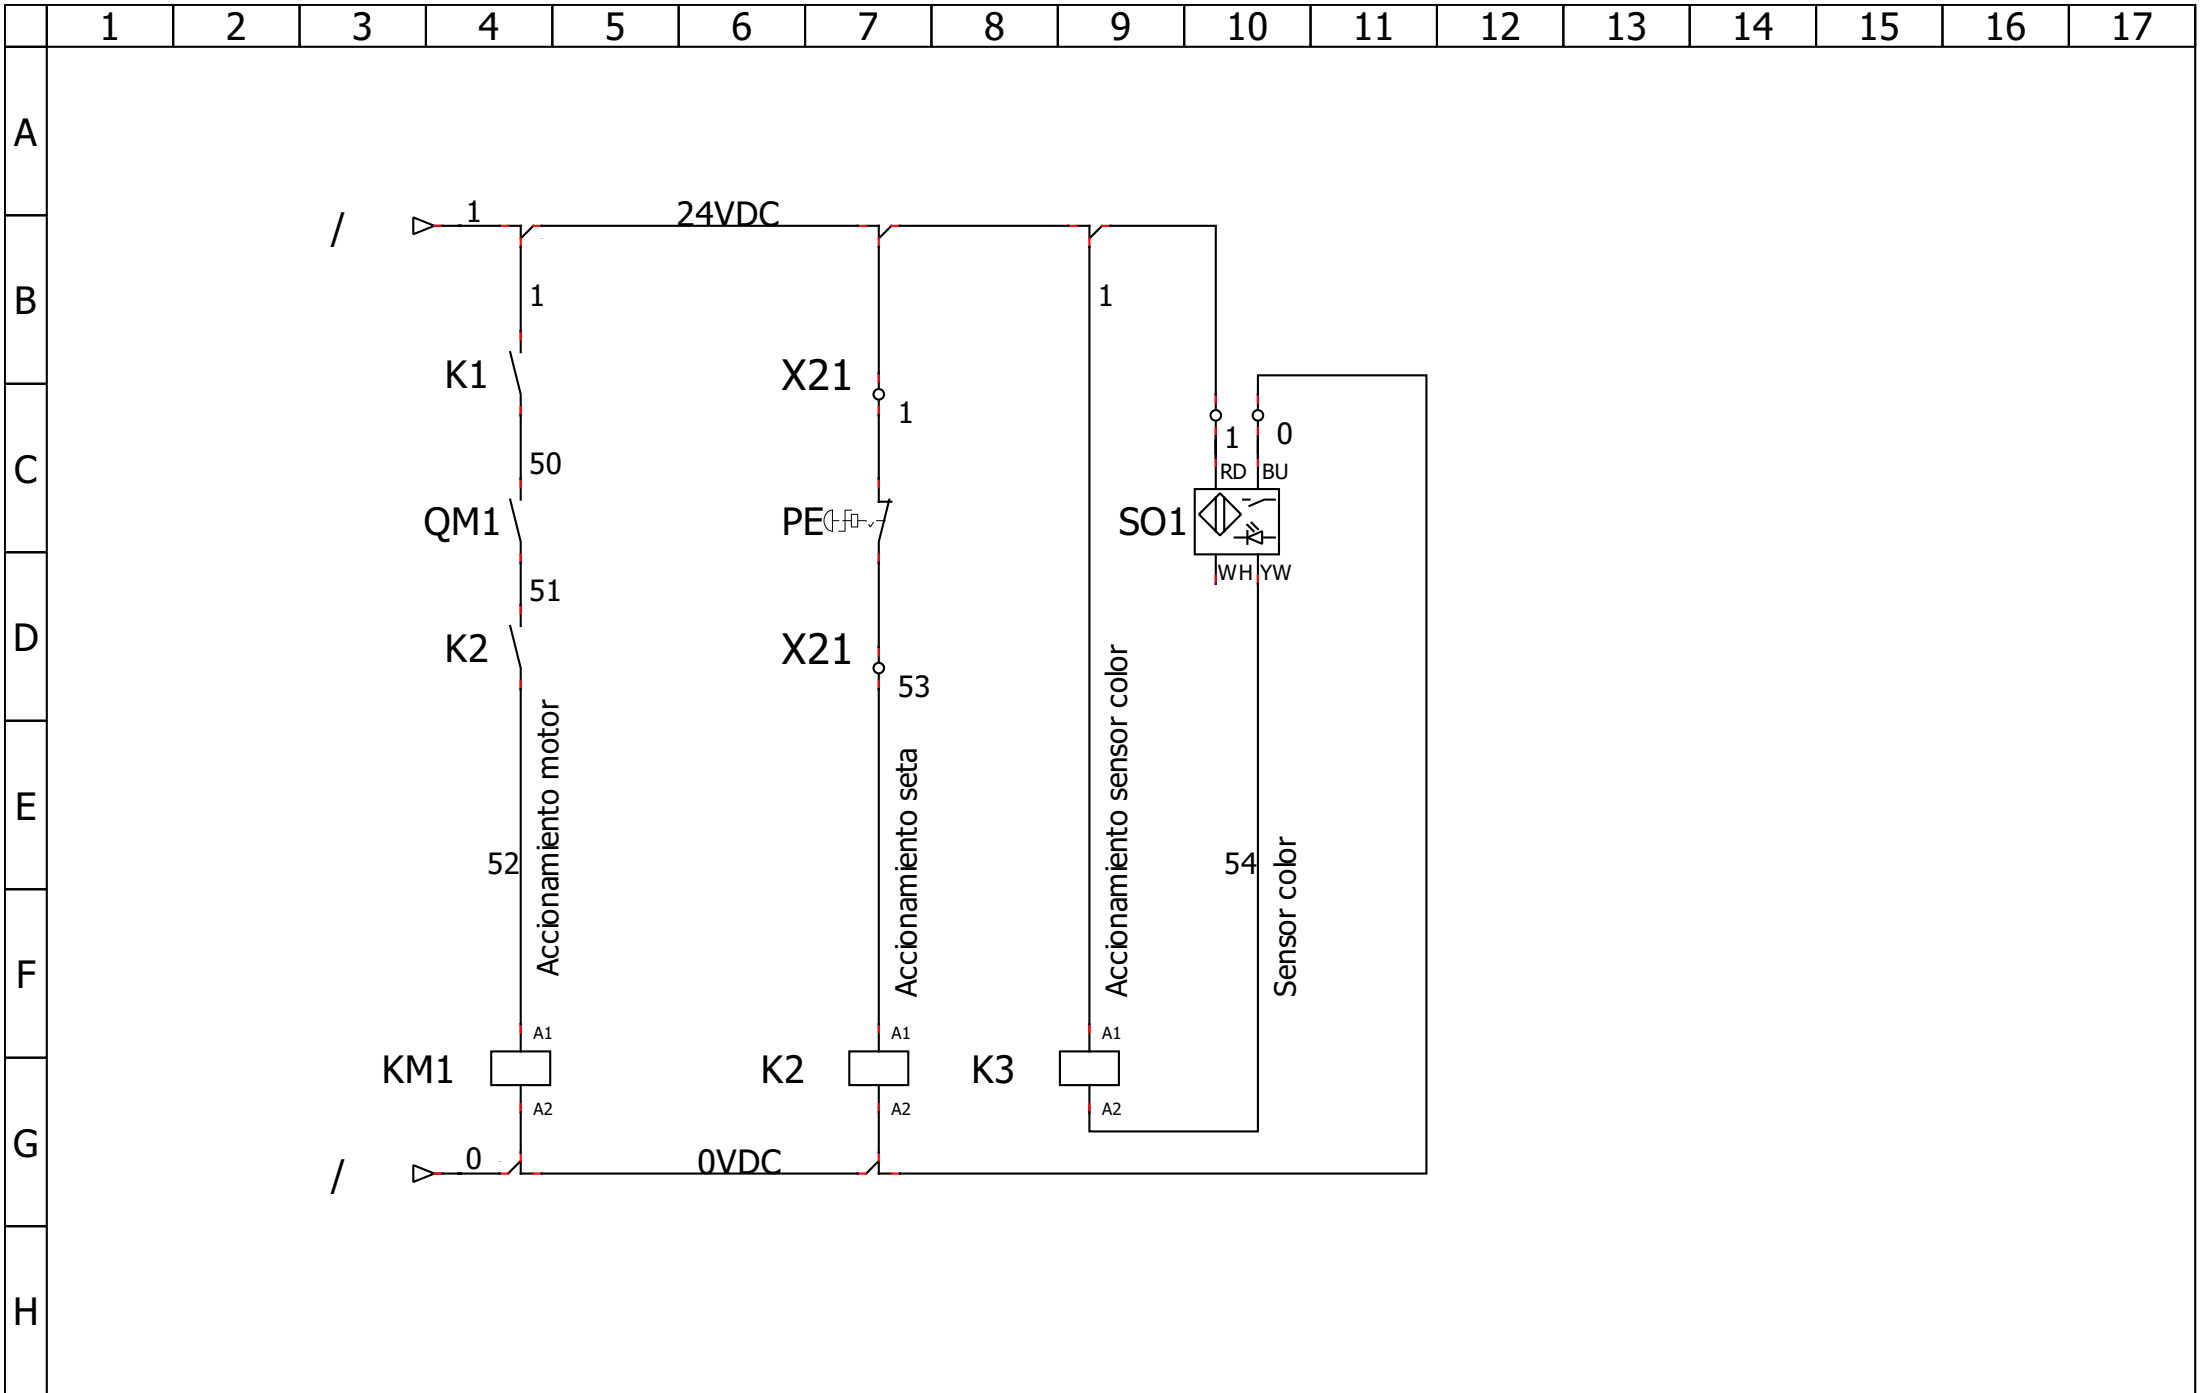 1 2 3 4 5 6 7 8 9 10 11 12 13 14 15 16 17
A
/ 1 24VDC
B
1 1
K1 X21
1
1 0
C
50
RD BU
QM1 PE SO1
WH YW
51
D
K2 X21
53
Accionamiento motor
Accionamiento seta
Accionamiento sensor color
Sensor color
E
52 54
F
A1 A1 A1
KM1 K2 K3
A2 A2 A2
G
/ 0 0VDC
H